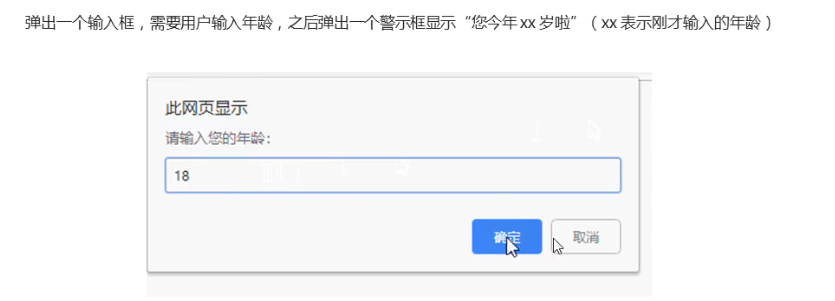 弹出一个输入框，需要用户输入年龄，之后弹出一个警示框显示“您今年 xx 岁啦”（ xx 表示刚才输入的年龄 ）
此网页显示
请输入您的年龄：
18
确定 取消